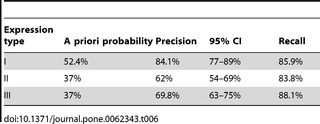 Expression type A priori probability Precision 95% CI Recall
I 52.4% 84.1% 77–89% 85.9%
II 37% 62% 54–69% 83.8%
III 37% 69.8% 63–75% 88.1%
doi:10.1371/journal.pone.0062343.t006